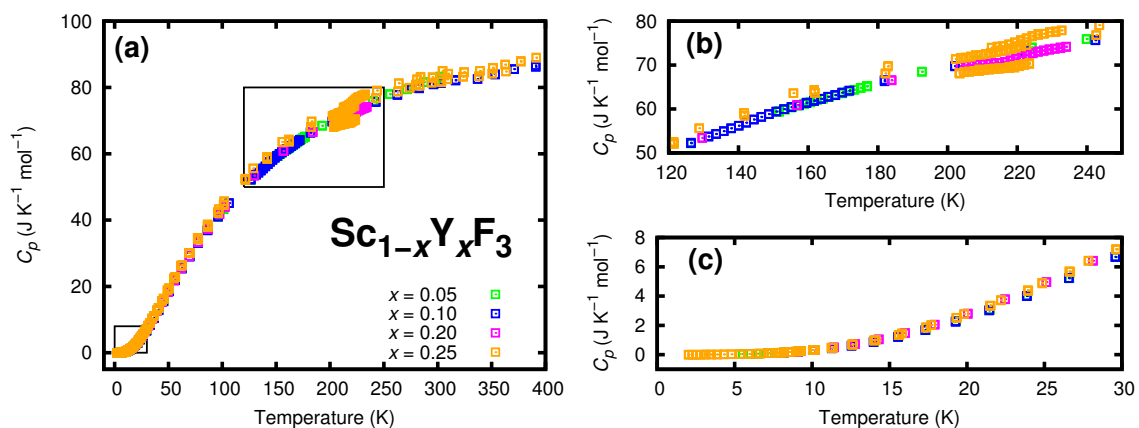 (a)
100
80
60
40
20
0
C_p (J K⁻¹ mol⁻¹)
Sc₁₋ₓYₓF₃
x = 0.05
x = 0.10
x = 0.20
x = 0.25
0 50 100 150 200 250 300 350 400
Temperature (K)
(b)
80
70
60
50
C_p (J K⁻¹ mol⁻¹)
120 140 160 180 200 220 240
Temperature (K)
(c)
8
6
4
2
0
C_p (J K⁻¹ mol⁻¹)
0 5 10 15 20 25 30
Temperature (K)